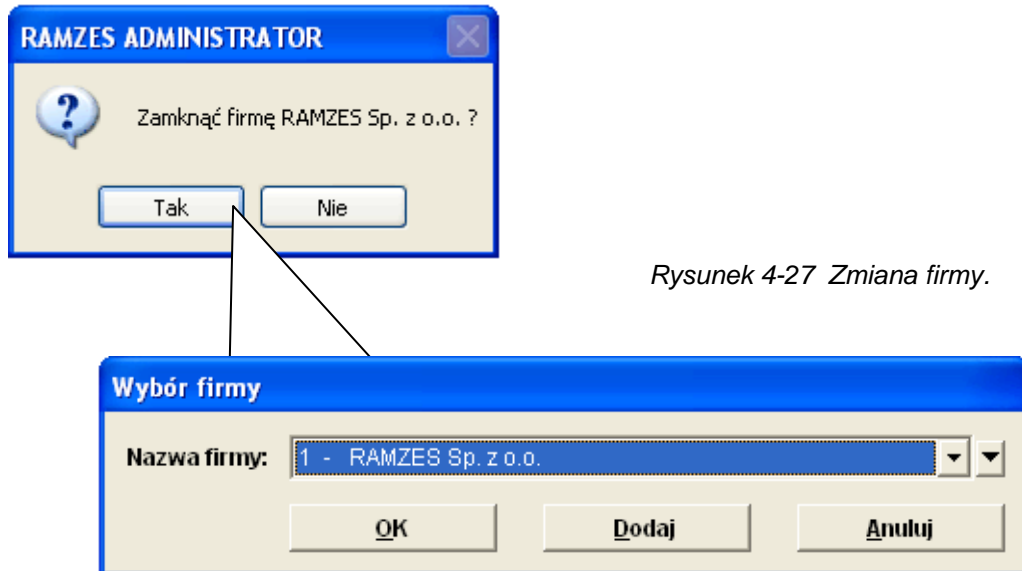 RAMZES ADMINISTRATOR
Zamknąć firmę RAMZES Sp. z o.o. ?
Tak Nie
Rysunek 4-27 Zmiana firmy.
Wybór firmy
Nazwa firmy: 1 - RAMZES Sp. z o.o.
OK Dodaj Anuluj